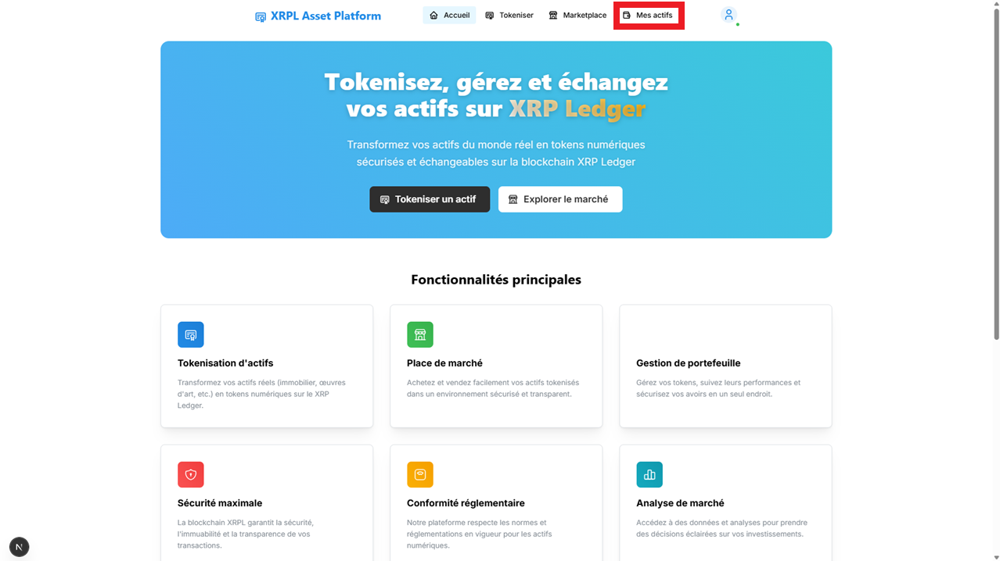 XRPL Asset Platform
Accueil
Tokeniser
Marketplace
Mes actifs
Tokenisez, gérez et échangez
vos actifs sur XRP Ledger
Transformez vos actifs du monde réel en tokens numériques
sécurisés et échangeables sur la blockchain XRP Ledger
Tokeniser un actif
Explorer le marché
Fonctionnalités principales
Tokenisation d'actifs
Transformez vos actifs réels (immobilier, œuvres
d'art, etc.) en tokens numériques sur le XRP
Ledger.
Place de marché
Achetez et vendez facilement vos actifs tokenisés
dans un environnement sécurisé et transparent.
Gestion de portefeuille
Gérez vos tokens, suivez leurs performances et
sécurisez vos avoirs en un seul endroit.
Sécurité maximale
La blockchain XRPL garantit la sécurité,
l'immuabilité et la transparence de vos
transactions.
Conformité réglementaire
Notre plateforme respecte les normes et
réglementations en vigueur pour les actifs
numériques.
Analyse de marché
Accédez à des données et analyses pour prendre
des décisions éclairées sur vos investissements.
N